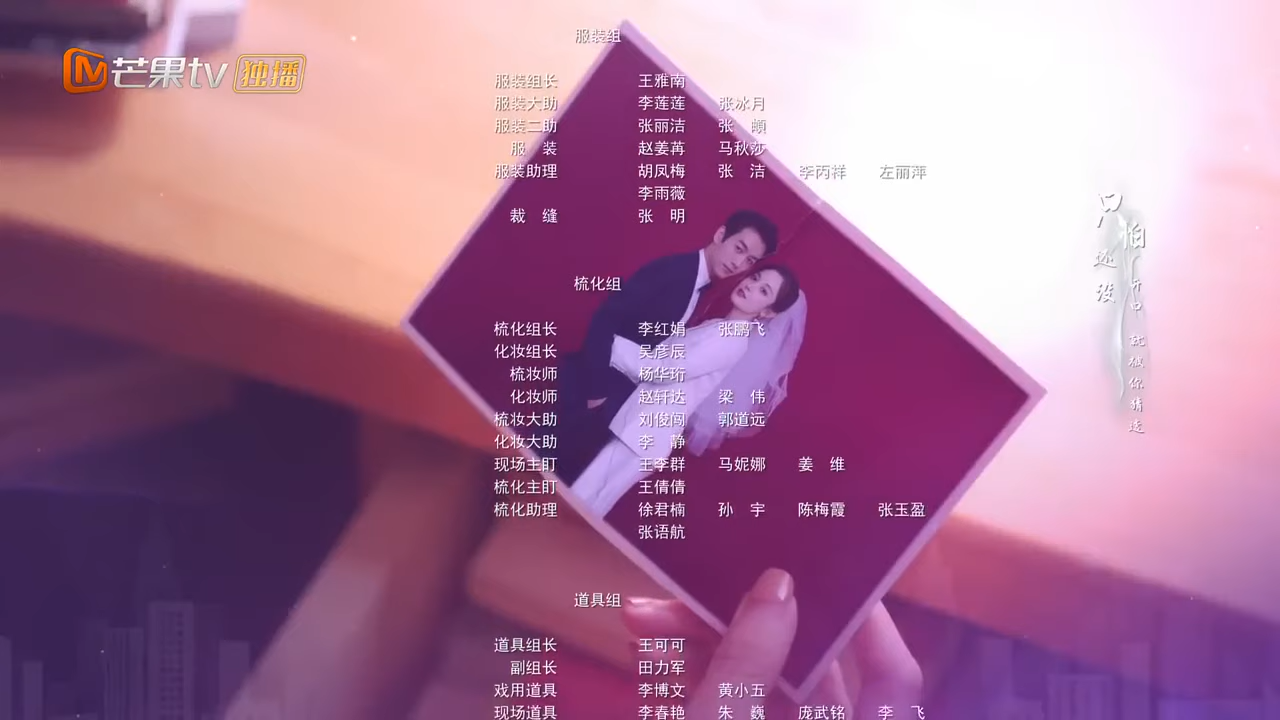 芒果tv 独播
服装组
服装组长 王雅南
服装大助 李莲莲 张冰月
服装二助 张丽洁 张 頔
服 装 赵姜苒 马秋莎
服装助理 胡凤梅 张 洁 李丙祥 左丽萍
李雨薇
裁 缝 张 明
梳化组
梳化组长 李红娟 张鹏飞
化妆组长 吴彦辰
梳妆师 杨华珩
化妆师 赵轩达 梁 伟
梳妆大助 刘俊闯 郭道远
化妆大助 李 静
现场主盯 王李群 马妮娜 姜 维
梳化主盯 王倩倩
梳化助理 徐君楠 孙 宇 陈梅霞 张玉盈
张语航
道具组
道具组长 王可可
副组长 田力军
戏用道具 李博文 黄小五
现场道具 李春艳 朱 巍 庞武铭 李 飞
只怕
还没
开口就被你猜透